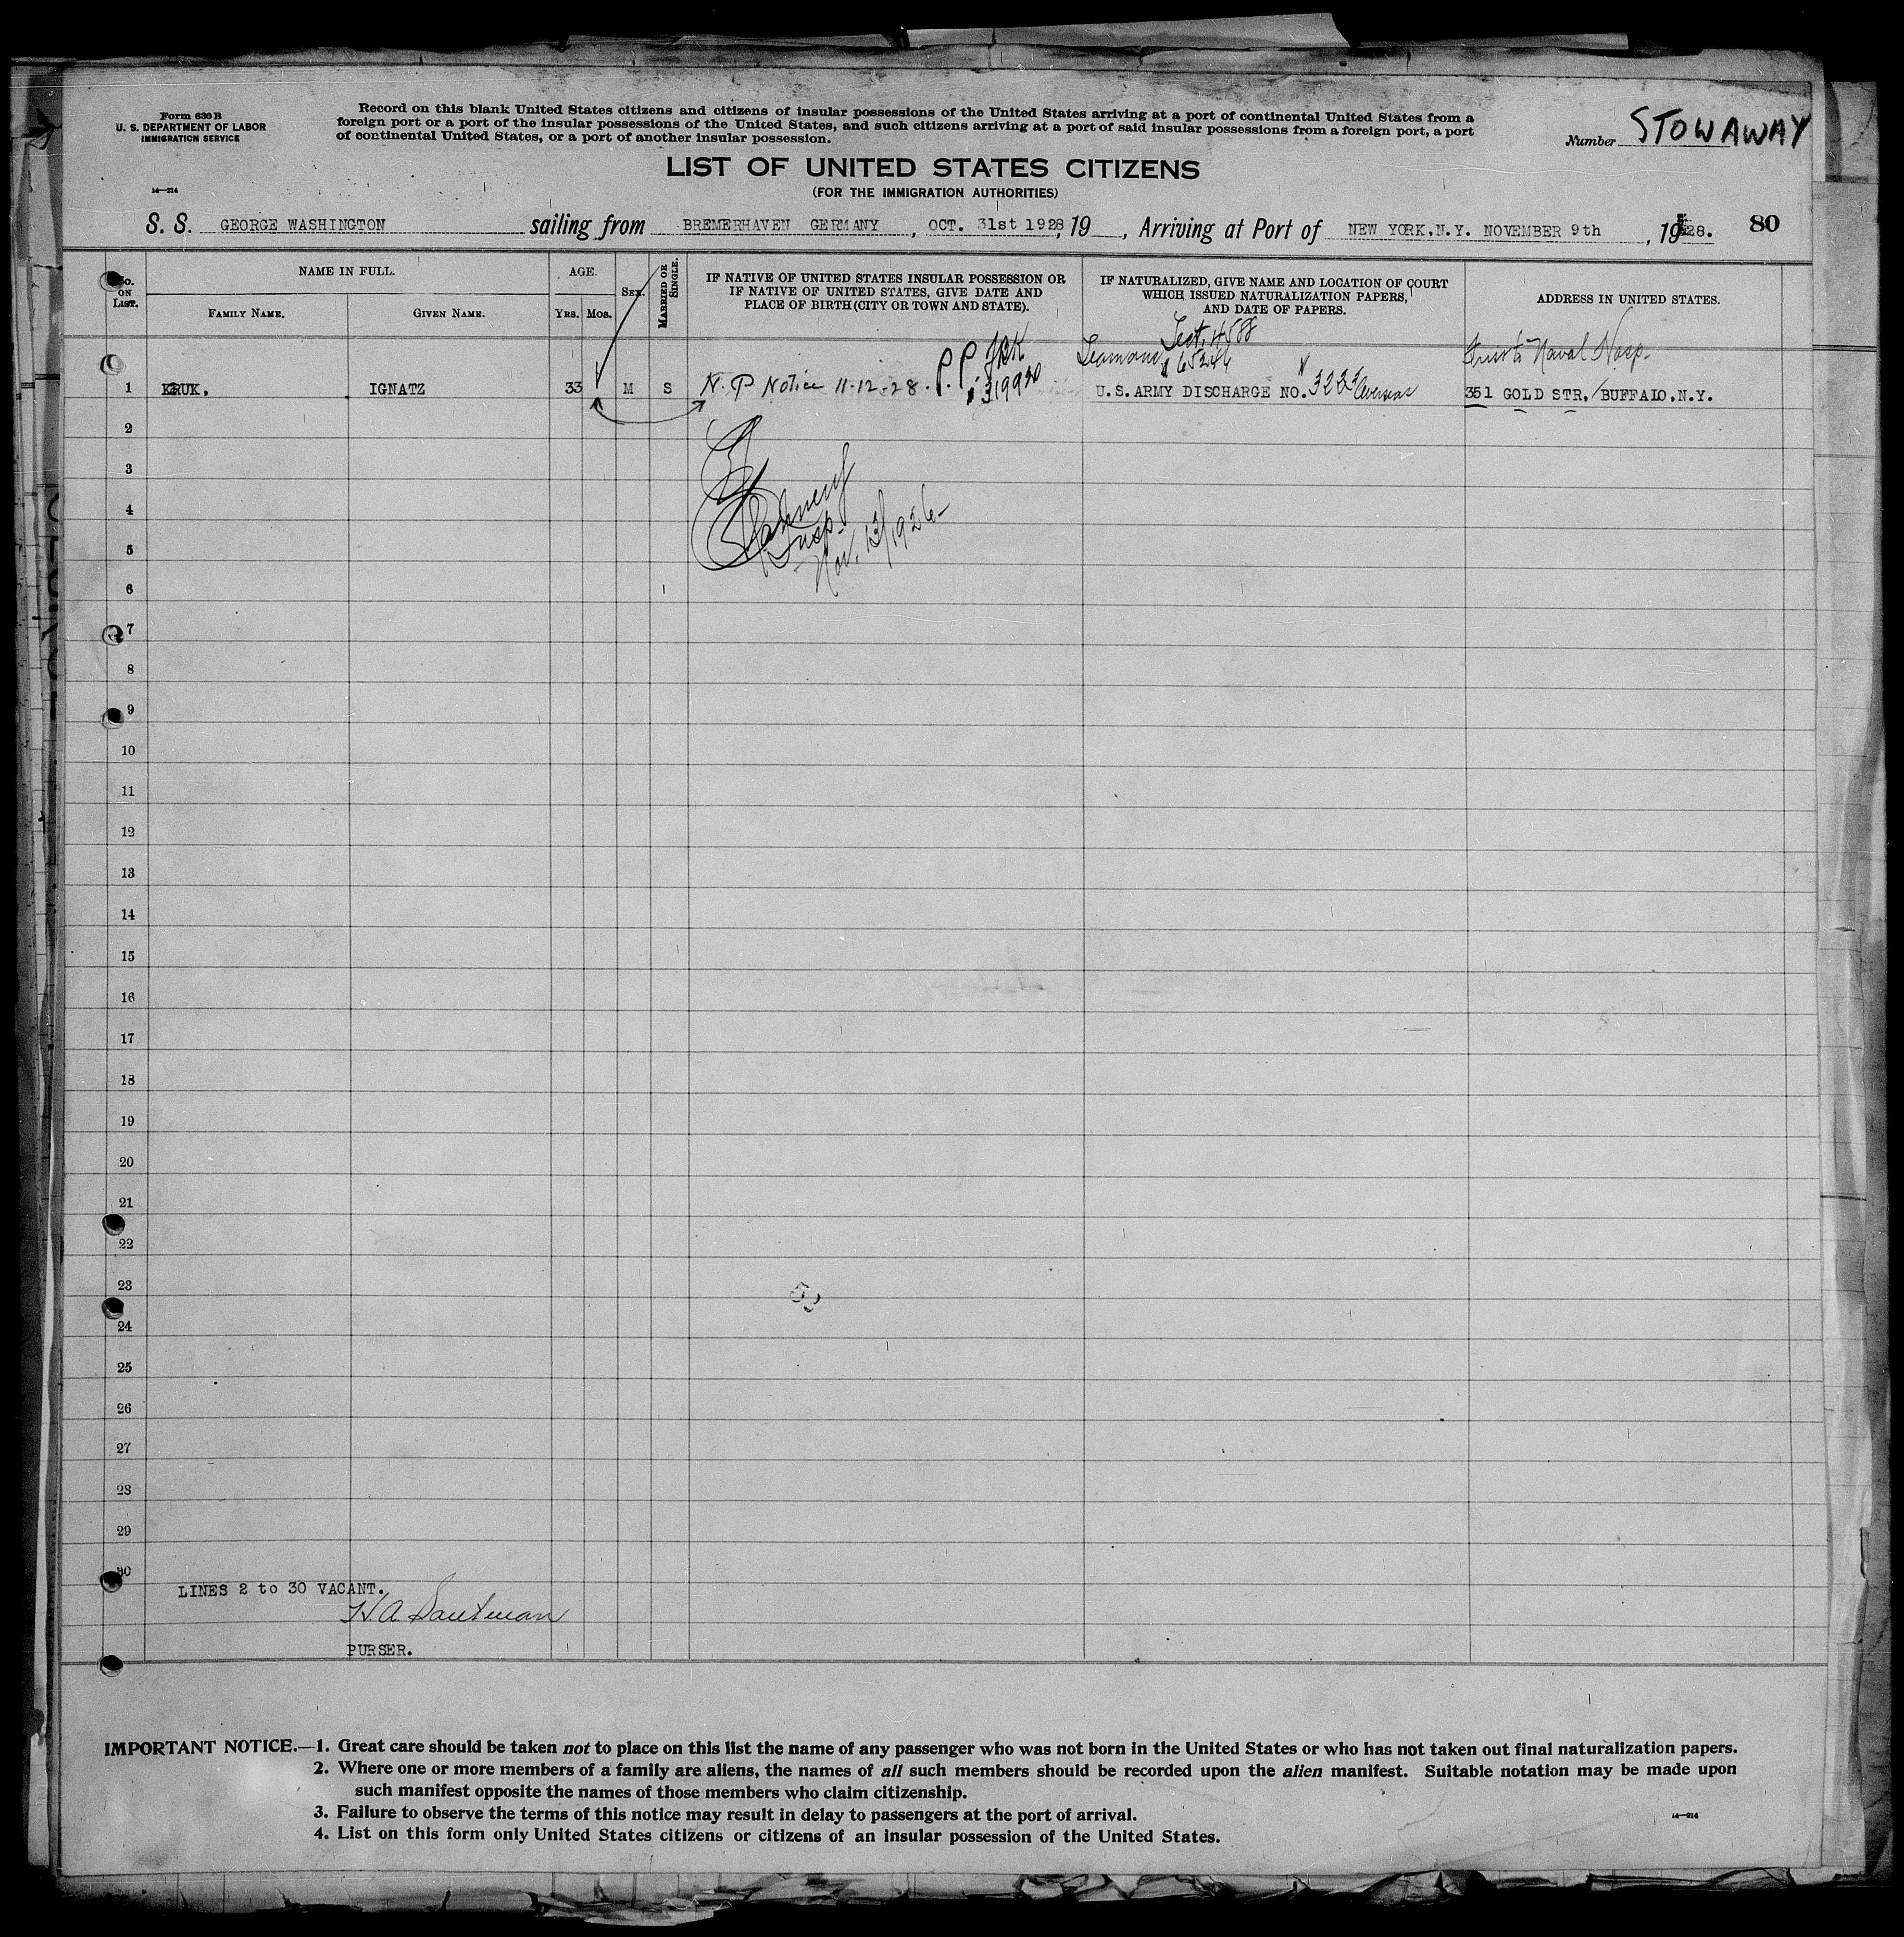 Form 630 B
U. S. DEPARTMENT OF LABOR
IMMIGRATION SERVICE
Record on this blank United States citizens and citizens of insular possessions of the United States arriving at a port of continental United States from a
foreign port or a port of the insular possessions of the United States, and such citizens arriving at a port of said insular possessions from a foreign port, a port
of continental United States, or a port of another insular possession.
Number STOWAWAY
LIST OF UNITED STATES CITIZENS
(FOR THE IMMIGRATION AUTHORITIES)
14—214
S. S. GEORGE WASHINGTON sailing from BREMERHAVEN GERMANY, OCT. 31st 1928, 19 , Arriving at Port of NEW YORK, N.Y. NOVEMBER 9th , 1928. 80
No. ON LIST.
NAME IN FULL.
FAMILY NAME.
GIVEN NAME.
AGE.
YRS. MOS.
SEX.
MARRIED OR SINGLE.
IF NATIVE OF UNITED STATES INSULAR POSSESSION OR
IF NATIVE OF UNITED STATES, GIVE DATE AND
PLACE OF BIRTH (CITY OR TOWN AND STATE).
IF NATURALIZED, GIVE NAME AND LOCATION OF COURT
WHICH ISSUED NATURALIZATION PAPERS,
AND DATE OF PAPERS.
ADDRESS IN UNITED STATES.
Naval Hosp.
1 KRUK, IGNATZ 33 M S N. P Notice 11-12-28. P.P. U.S. ARMY DISCHARGE NO. 351 GOLD STR, BUFFALO, N.Y.
2
3
4
Insp.
5
Nov. 13/1928
6
7
8
9
10
11
12
13
14
15
16
17
18
19
20
21
22
23
53
24
25
26
27
28
29
30
LINES 2 to 30 VACANT.
H. A.
PURSER.
IMPORTANT NOTICE.—1. Great care should be taken not to place on this list the name of any passenger who was not born in the United States or who has not taken out final naturalization papers.
2. Where one or more members of a family are aliens, the names of all such members should be recorded upon the alien manifest. Suitable notation may be made upon
such manifest opposite the names of those members who claim citizenship.
3. Failure to observe the terms of this notice may result in delay to passengers at the port of arrival.
14—214
4. List on this form only United States citizens or citizens of an insular possession of the United States.